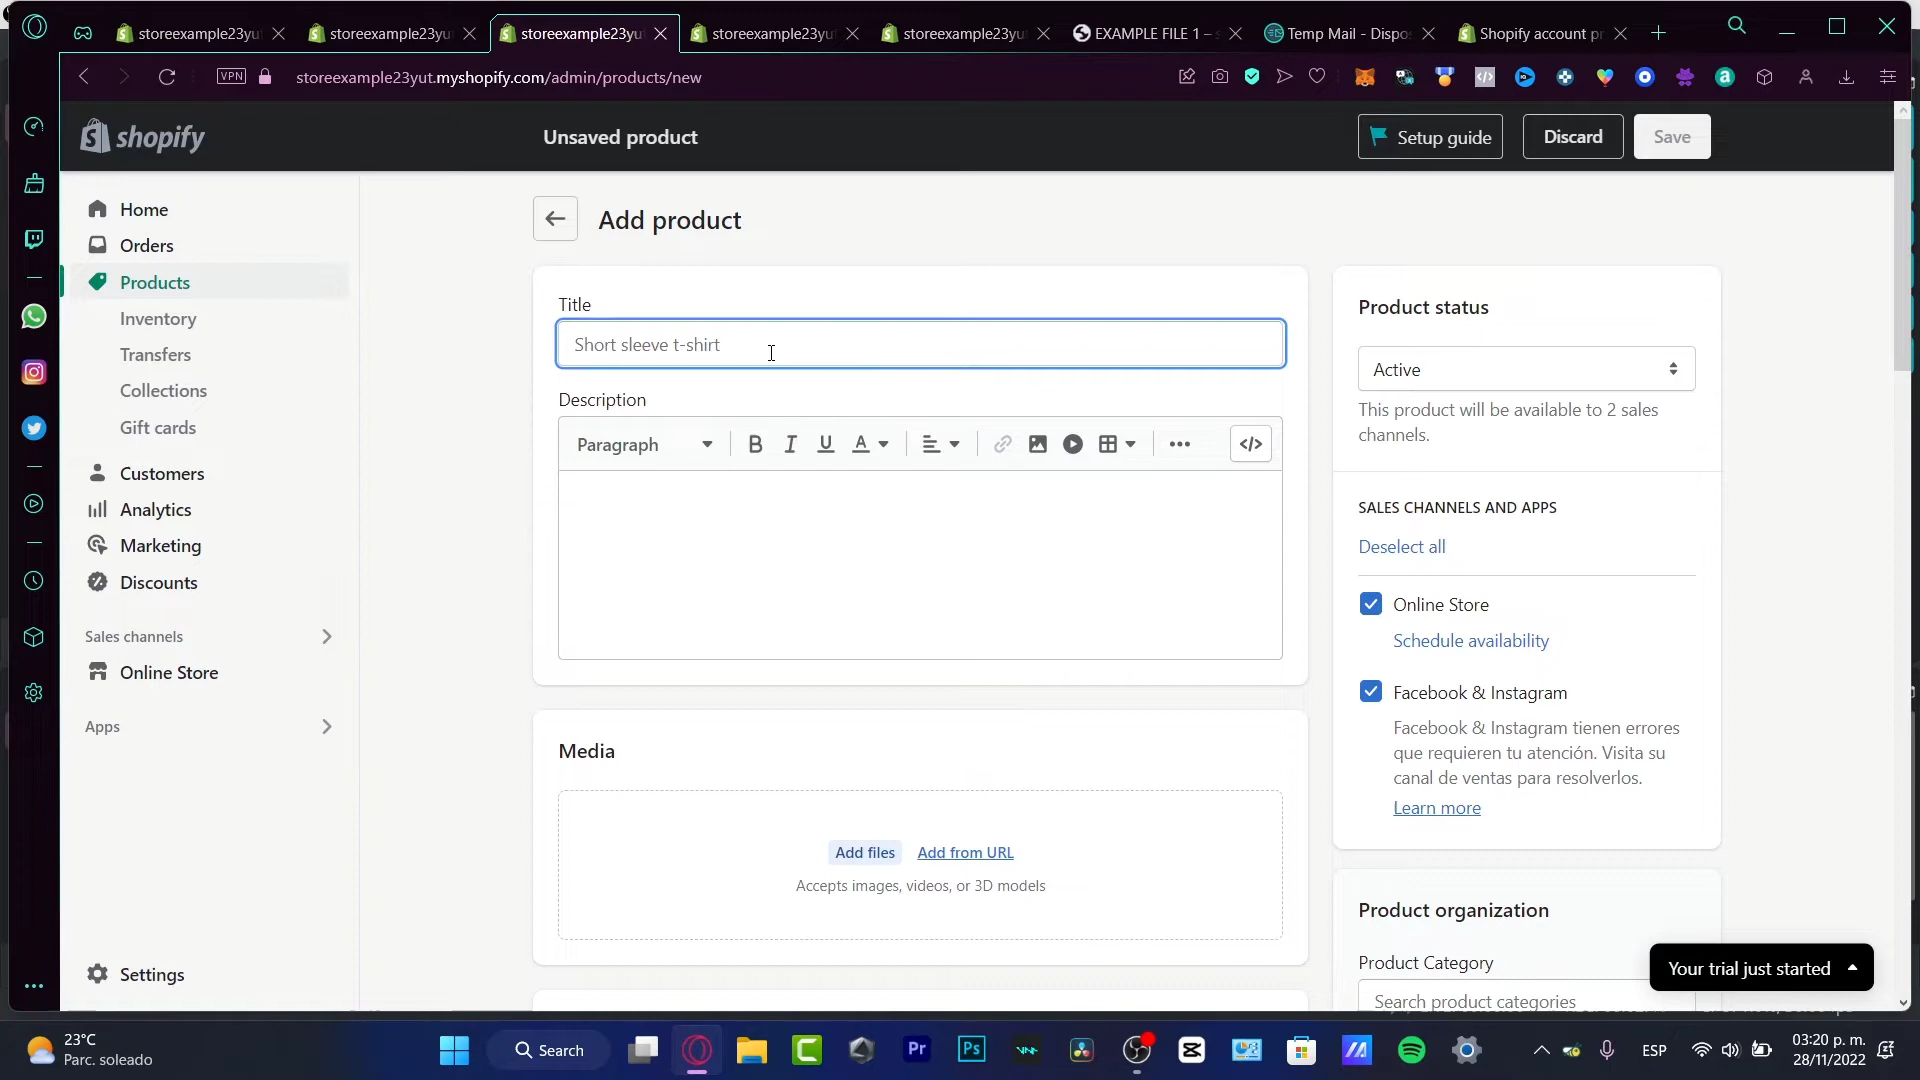 storeexample23yu
storeexample23yu
storeexample23yu
storeexample23yu
storeexample23yu
EXAMPLE FILE 1 –
Temp Mail - Dispo
Shopify account pr
VPN
storeexample23yut.myshopify.com/admin/products/new
shopify
Unsaved product
Setup guide
Discard
Save
Home
Orders
Products
Inventory
Transfers
Collections
Gift cards
Customers
Analytics
Marketing
Discounts
Sales channels
Online Store
Apps
Settings
Add product
Title
Short sleeve t-shirt
Description
Paragraph
B I U A
Media
Add files Add from URL
Accepts images, videos, or 3D models
Product status
Active
This product will be available to 2 sales
channels.
SALES CHANNELS AND APPS
Deselect all
Online Store
Schedule availability
Facebook & Instagram
Facebook & Instagram tienen errores
que requieren tu atención. Visita su
canal de ventas para resolverlos.
Learn more
Product organization
Product Category
Search product categories
Your trial just started
23°C
Parc. soleado
Search
Pr
Ps
ESP
03:20 p. m.
28/11/2022